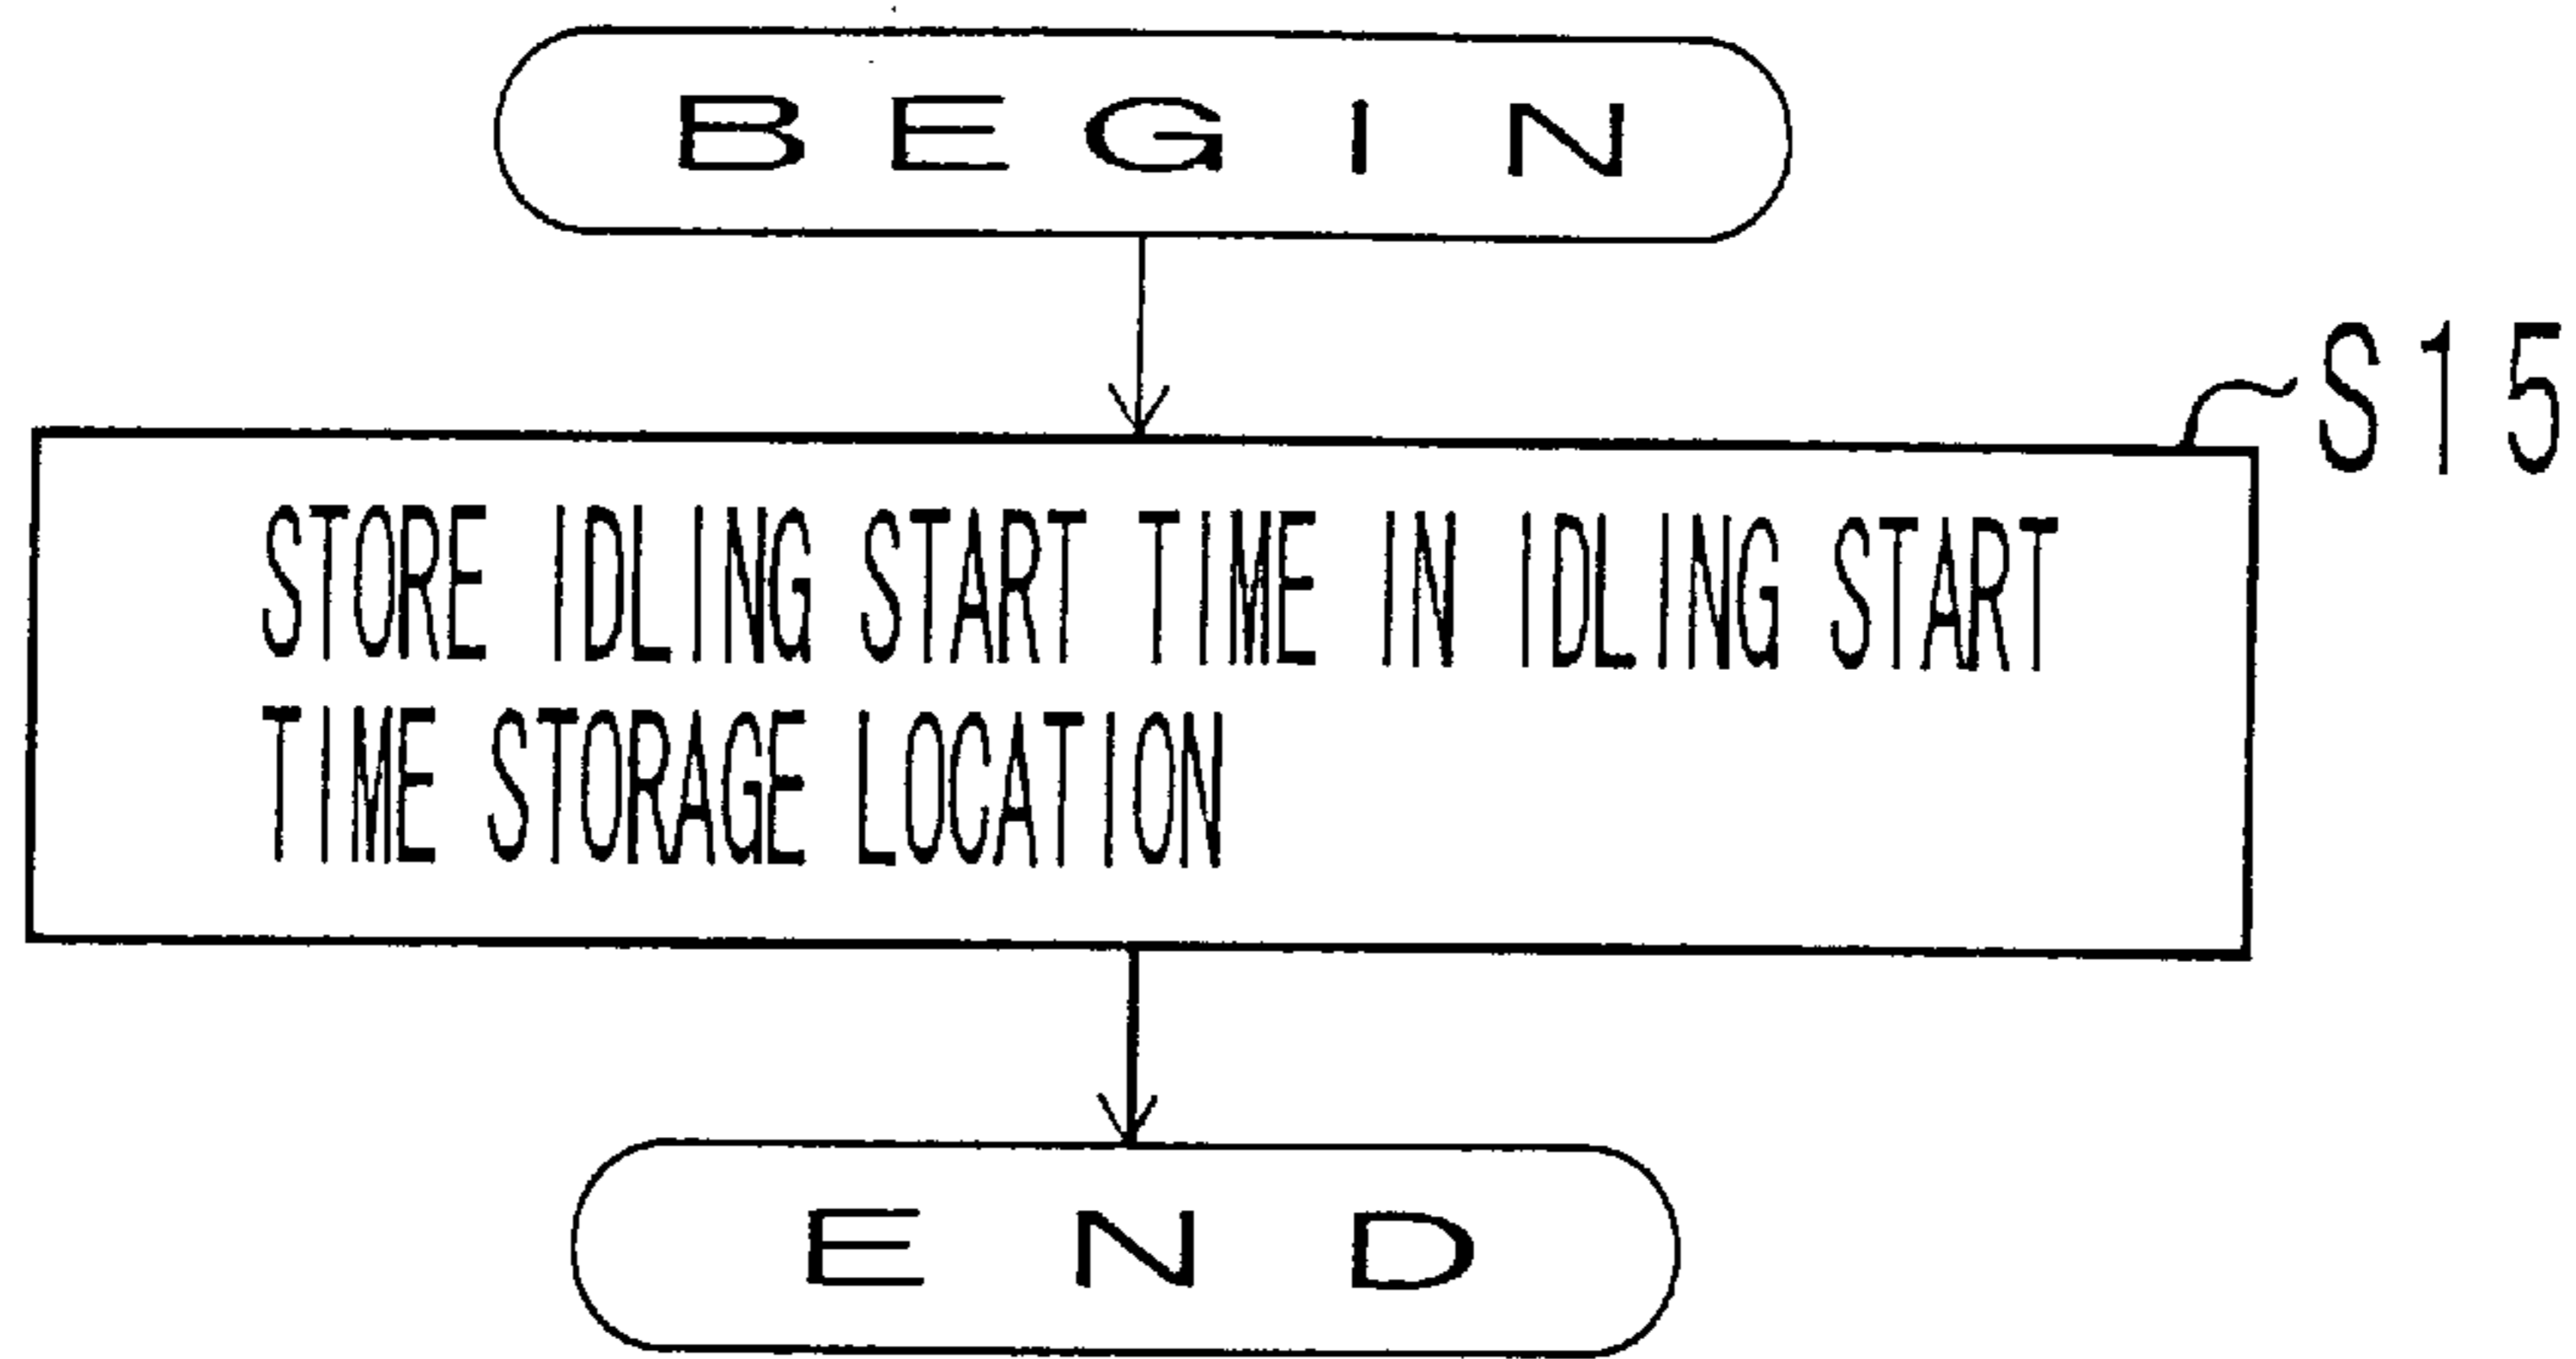 BEGIN
S15
STORE IDLING START TIME IN IDLING START
TIME STORAGE LOCATION
END